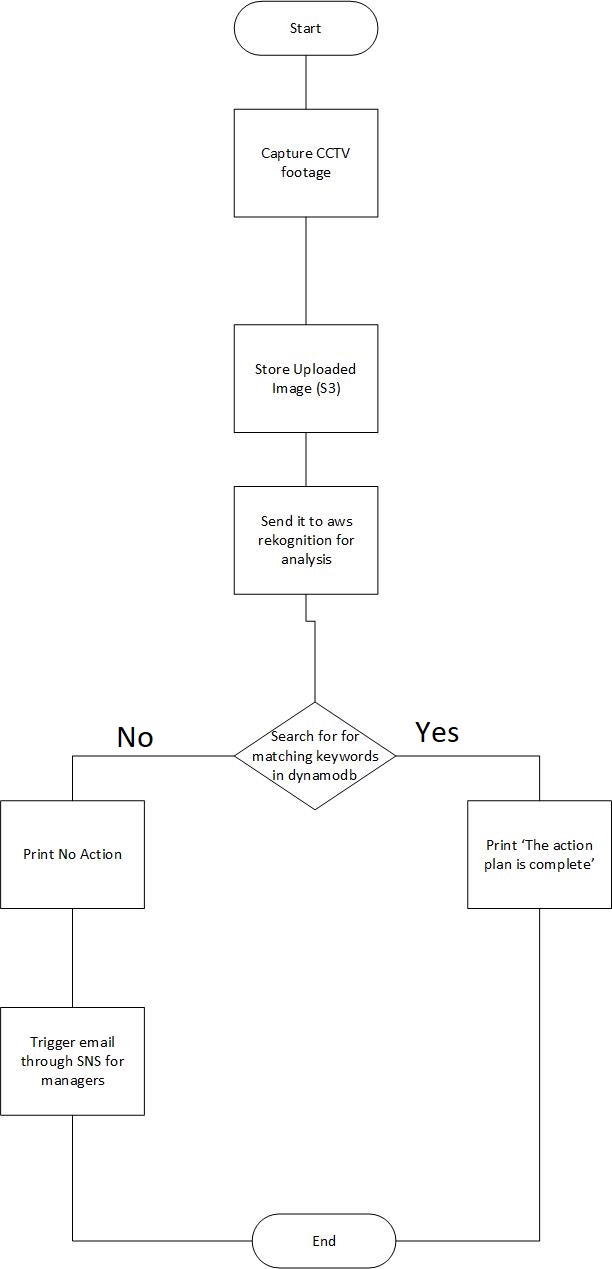 Start
Capture CCTV
footage
Store Uploaded
Image (S3)
Send it to aws
rekognition for
analysis
Search for for
matching keywords
in dynamodb
No
Yes
Print No Action
Print ‘The action
plan is complete’
Trigger email
through SNS for
managers
End